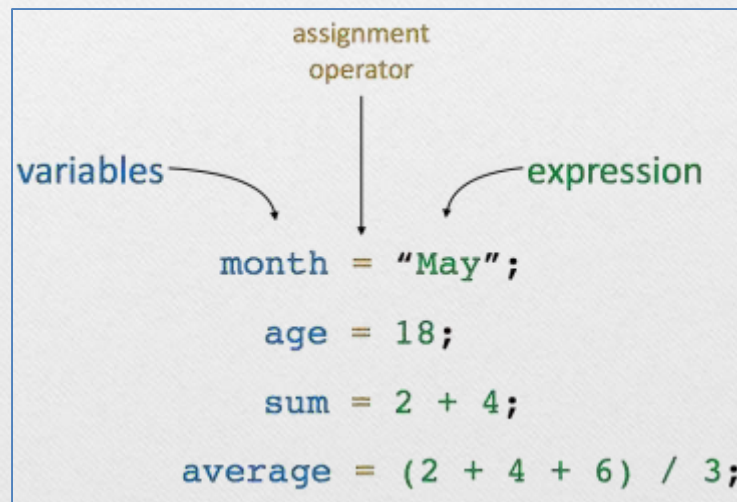 assignment
operator
variables
expression
month = “May”;
age = 18;
sum = 2 + 4;
average = (2 + 4 + 6) / 3;